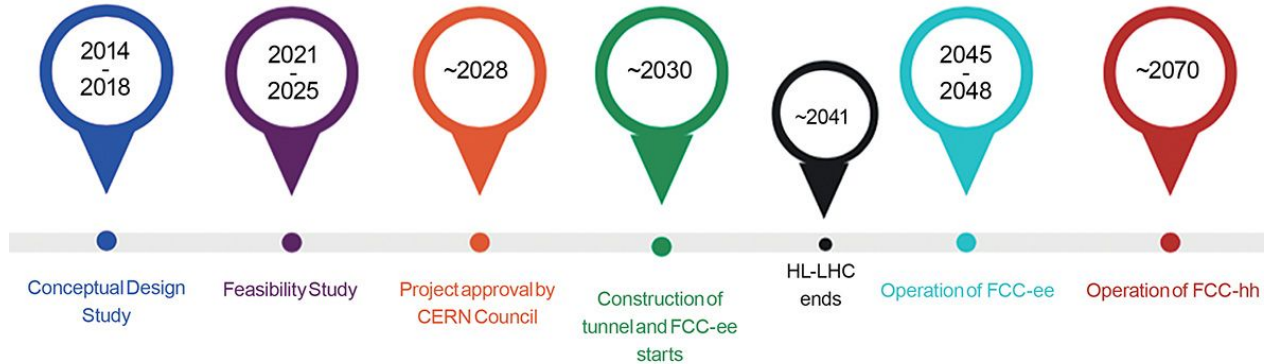 2014
-
2018
2021
-
2025
~2028
~2030
~2041
2045
-
2048
~2070
Conceptual Design
Study
Feasibility Study
Project approval by
CERN Council
Construction of
tunnel and FCC-ee
starts
HL-LHC
ends
Operation of FCC-ee
Operation of FCC-hh